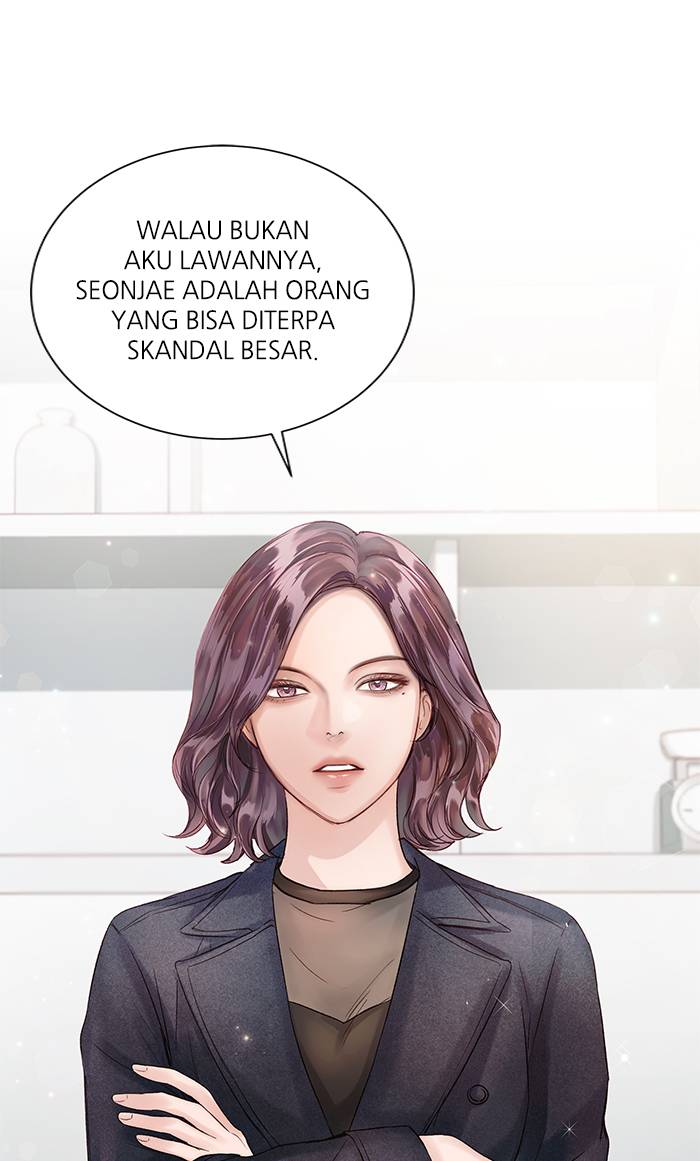 WALAU BUKAN
AKU LAWANNYA,
SEONJAE ADALAH ORANG
YANG BISA DITERPA
SKANDAL BESAR.